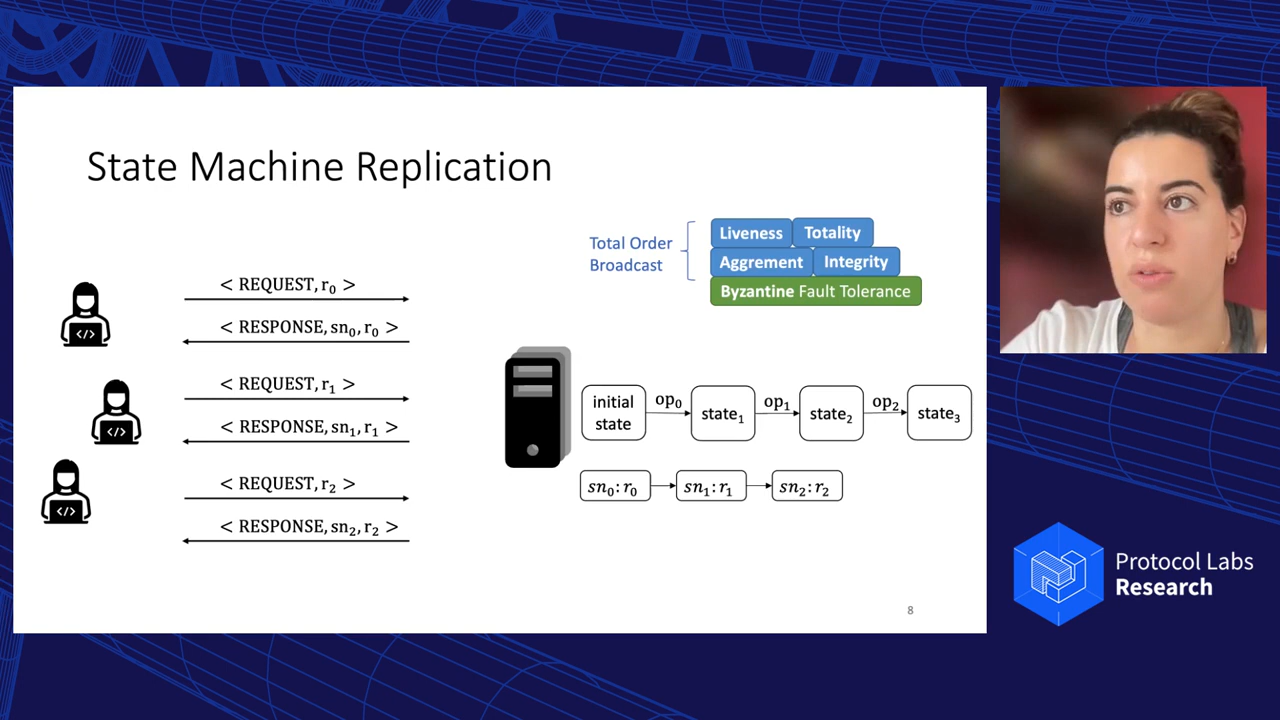 State Machine Replication
Total Order
Broadcast
Liveness Totality
Aggrement Integrity
Byzantine Fault Tolerance
< REQUEST, r₀ >
< RESPONSE, sn₀, r₀ >
</>
< REQUEST, r₁ >
< RESPONSE, sn₁, r₁ >
</>
< REQUEST, r₂ >
< RESPONSE, sn₂, r₂ >
</>
initial
state
op₀
state₁
op₁
state₂
op₂
state₃
sn₀: r₀
sn₁: r₁
sn₂: r₂
8
Protocol Labs
Research